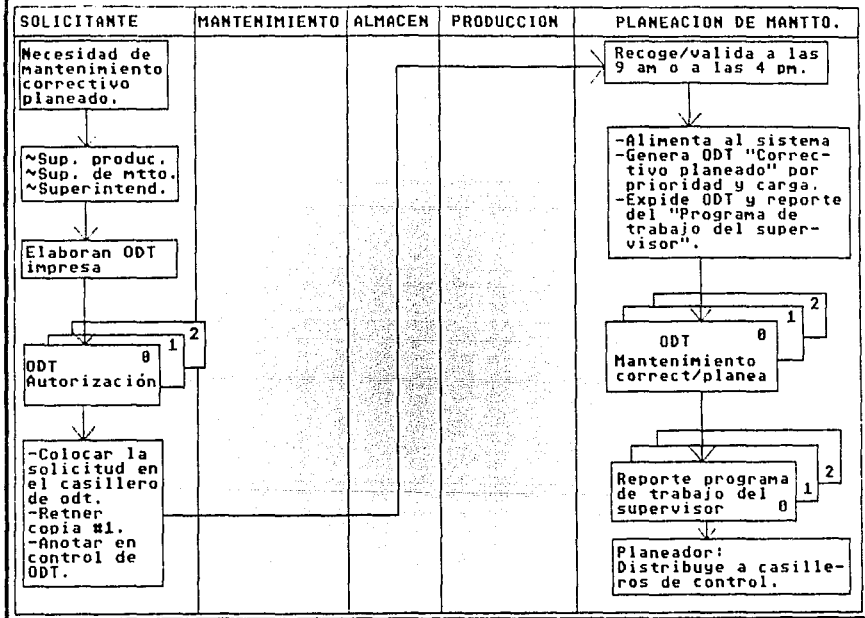 SOLICITANTE
MANTENIMIENTO
ALMACEN
PRODUCCION
PLANEACION DE MANTTO.
Necesidad de
mantenimiento
correctivo
planeado.
~Sup. produc.
~Sup. de mtto.
~Superintend.
Elaboran ODT
impresa
2
1
0
ODT
Autorización
-Colocar la
solicitud en
el casillero
de odt.
-Retner
copia #1.
-Anotar en
control de
ODT.
Recoge/valida a las
9 am o a las 4 pm.
-Alimenta al sistema
-Genera ODT "Correc-
tivo planeado" por
prioridad y carga.
-Expide ODT y reporte
del "Programa de
trabajo del super-
visor".
2
1
ODT 0
Mantenimiento
correct/planea
2
1
Reporte programa
de trabajo del
supervisor 0
Planeador:
Distribuye a casille-
ros de control.